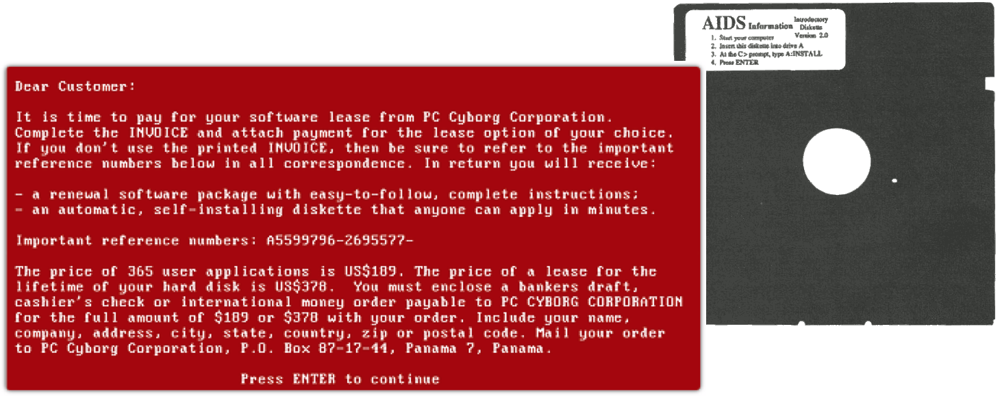 AIDS Information Introductory Diskette Version 2.0
1. Start your computer
2. Insert this diskette into drive A
3. At the C> prompt, type A:INSTALL
4. Press ENTER
Dear Customer:
It is time to pay for your software lease from PC Cyborg Corporation.
Complete the INVOICE and attach payment for the lease option of your choice.
If you don't use the printed INVOICE, then be sure to refer to the important
reference numbers below in all correspondence. In return you will receive:
- a renewal software package with easy-to-follow, complete instructions;
- an automatic, self-installing diskette that anyone can apply in minutes.
Important reference numbers: A5599796-2695577-
The price of 365 user applications is US$189. The price of a lease for the
lifetime of your hard disk is US$378. You must enclose a bankers draft,
cashier's check or international money order payable to PC CYBORG CORPORATION
for the full amount of $189 or $378 with your order. Include your name,
company, address, city, state, country, zip or postal code. Mail your order
to PC Cyborg Corporation, P.O. Box 87-17-44, Panama 7, Panama.
Press ENTER to continue